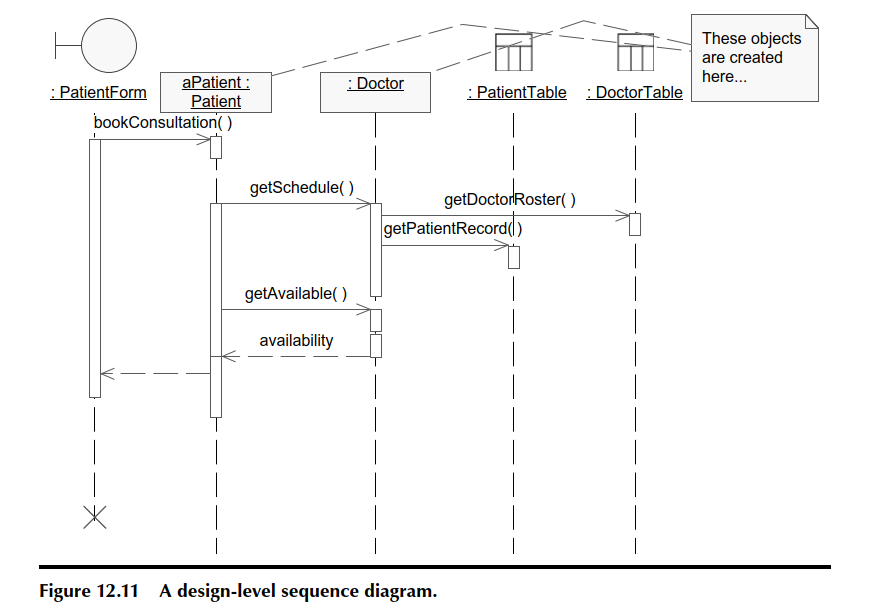 These objects
are created
here...
: PatientForm
aPatient :
Patient
: Doctor
: PatientTable
: DoctorTable
bookConsultation( )
getSchedule( )
getDoctorRoster( )
getPatientRecord( )
getAvailable( )
availability
Figure 12.11 A design-level sequence diagram.